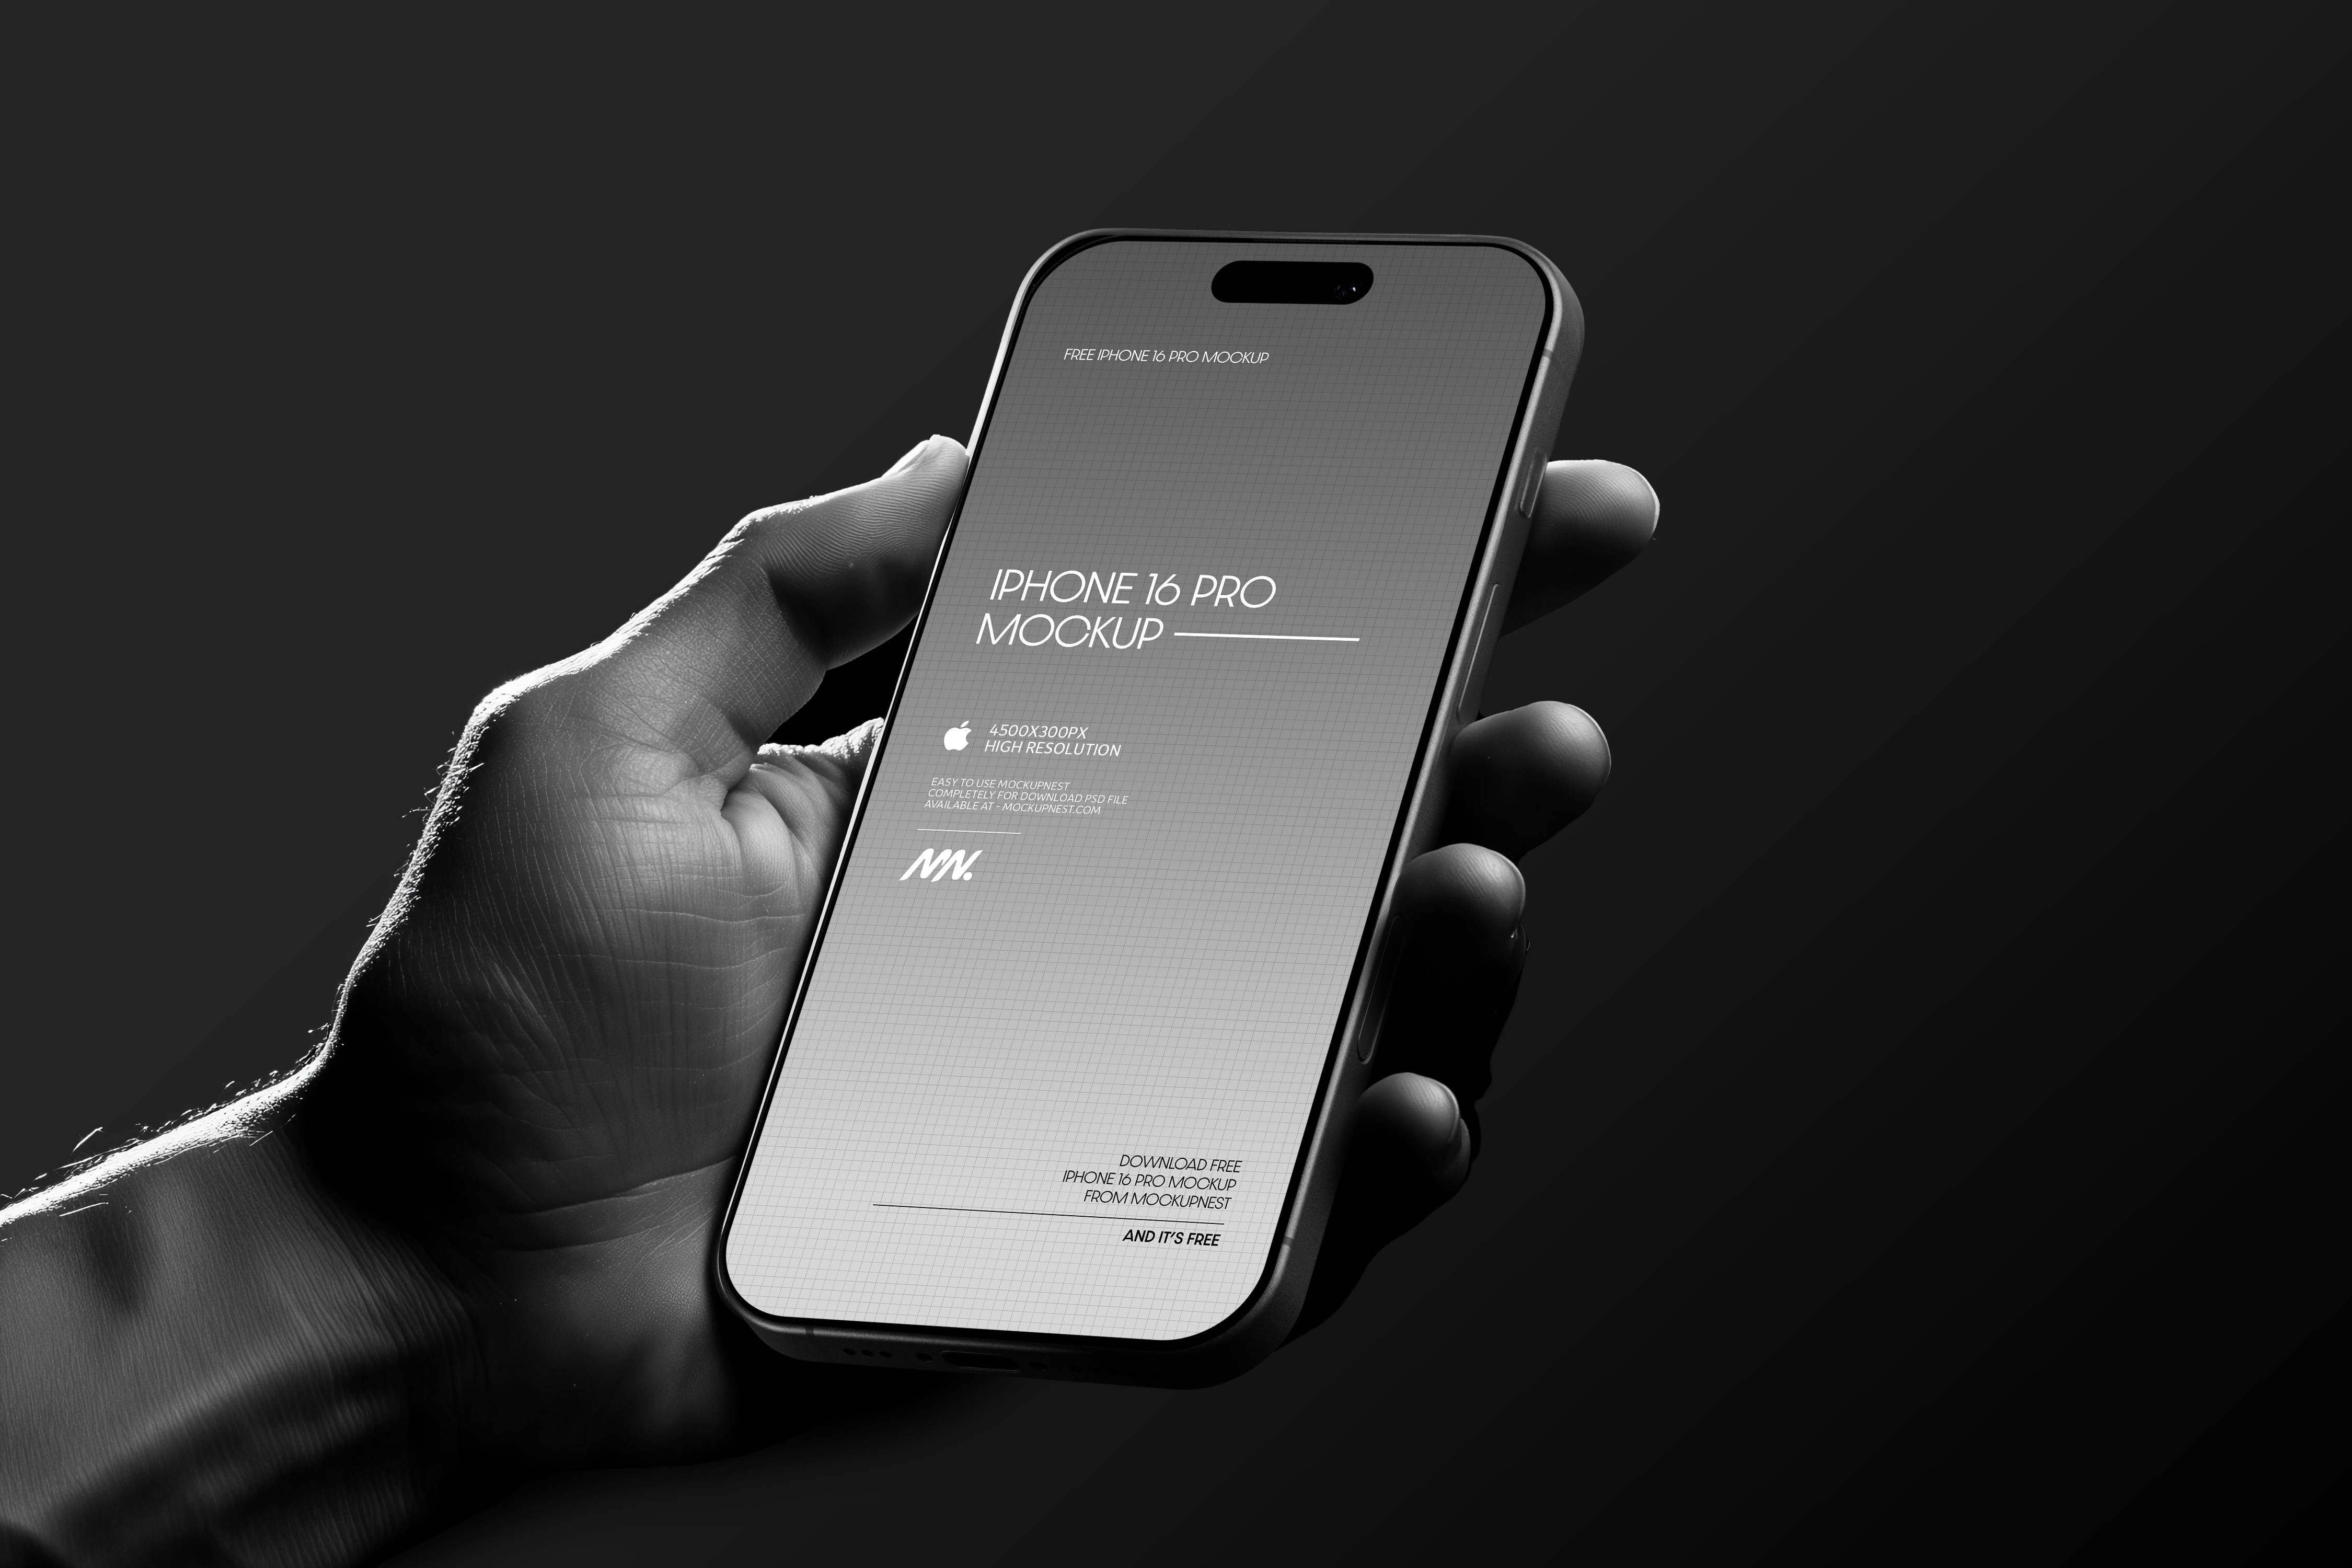 FREE IPHONE 16 PRO MOCKUP
IPHONE 16 PRO
MOCKUP
4500X300PX
HIGH RESOLUTION
EASY TO USE MOCKUPNEST
COMPLETELY FOR DOWNLOAD PSD FILE
AVAILABLE AT - MOCKUPNEST.COM
NN.
DOWNLOAD FREE
IPHONE 16 PRO MOCKUP
FROM MOCKUPNEST
AND IT'S FREE